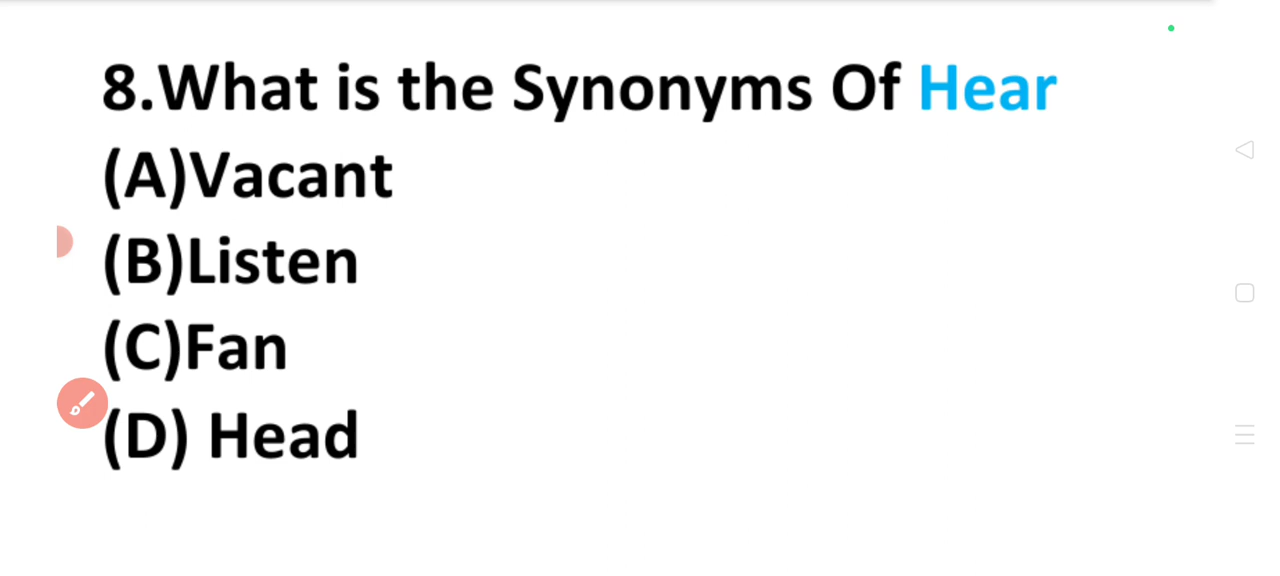 8.What is the Synonyms Of Hear
(A)Vacant
(B)Listen
(C)Fan
(D) Head